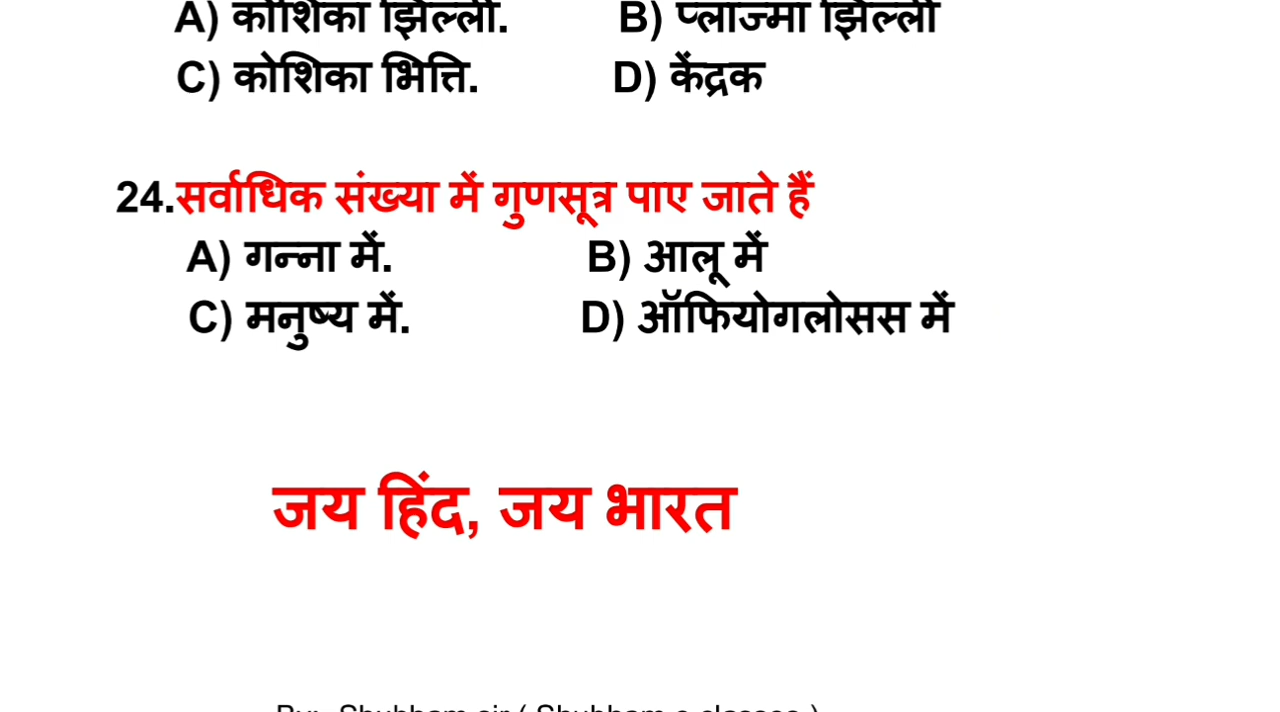 A) कोशिका झिल्ली. B) प्लाज्मा झिल्ली
C) कोशिका भित्ति. D) केंद्रक
24.सर्वाधिक संख्या में गुणसूत्र पाए जाते हैं
A) गन्ना में. B) आलू में
C) मनुष्य में. D) ऑफियोगलोसस में
जय हिंद, जय भारत